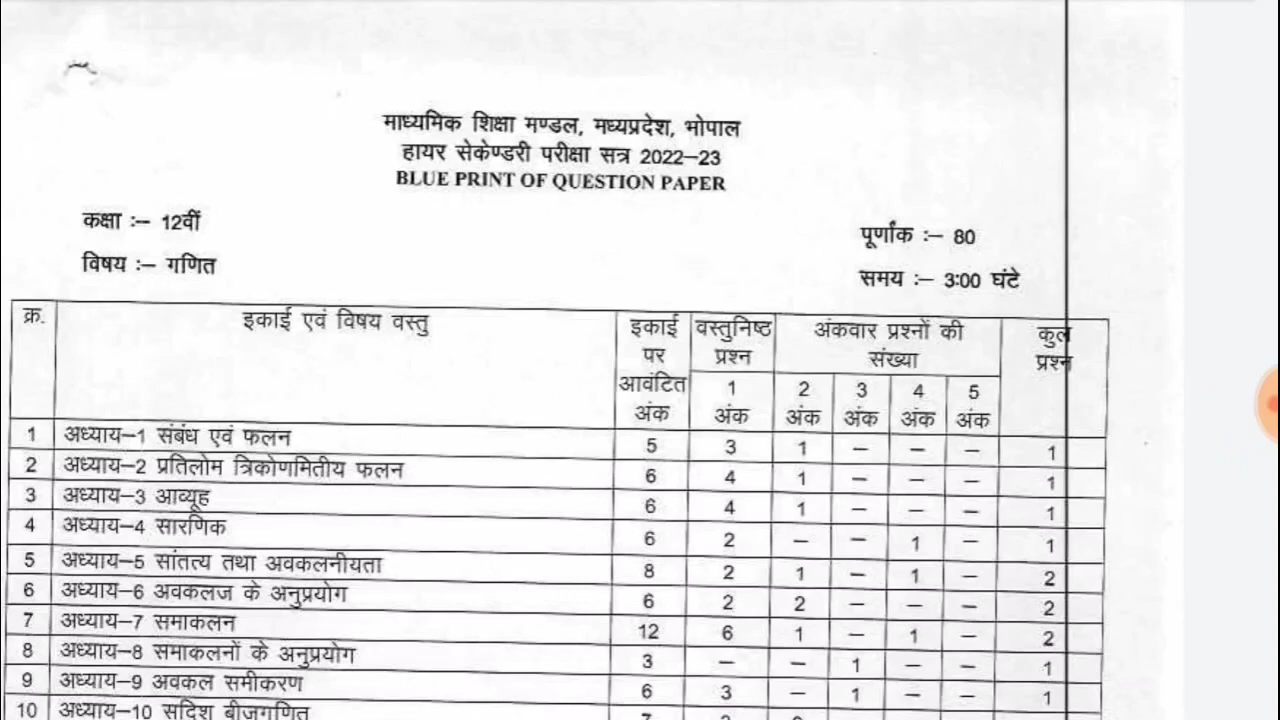 माध्यमिक शिक्षा मण्डल, मध्यप्रदेश, भोपाल
हायर सेकेण्डरी परीक्षा सत्र 2022–23
BLUE PRINT OF QUESTION PAPER
कक्षा :– 12वीं
पूर्णांक :– 80
विषय :– गणित
समय :– 3:00 घंटे
क्र. इकाई एवं विषय वस्तु इकाई पर आवंटित अंक वस्तुनिष्ठ प्रश्न अंकवार प्रश्नों की संख्या कुल प्रश्न
1 अंक 2 अंक 3 अंक 4 अंक 5 अंक
1 अध्याय–1 संबंध एवं फलन 5 3 1 – – – 1
2 अध्याय–2 प्रतिलोम त्रिकोणमितीय फलन 6 4 1 – – – 1
3 अध्याय–3 आव्यूह 6 4 1 – – – 1
4 अध्याय–4 सारणिक 6 2 – – 1 – 1
5 अध्याय–5 सांतत्य तथा अवकलनीयता 8 2 1 – 1 – 2
6 अध्याय–6 अवकलज के अनुप्रयोग 6 2 2 – – – 2
7 अध्याय–7 समाकलन 12 6 1 – 1 – 2
8 अध्याय–8 समाकलनों के अनुप्रयोग 3 – – 1 – – 1
9 अध्याय–9 अवकल समीकरण 6 3 – 1 – – 1
10 अध्याय–10 सदिश बीजगणित